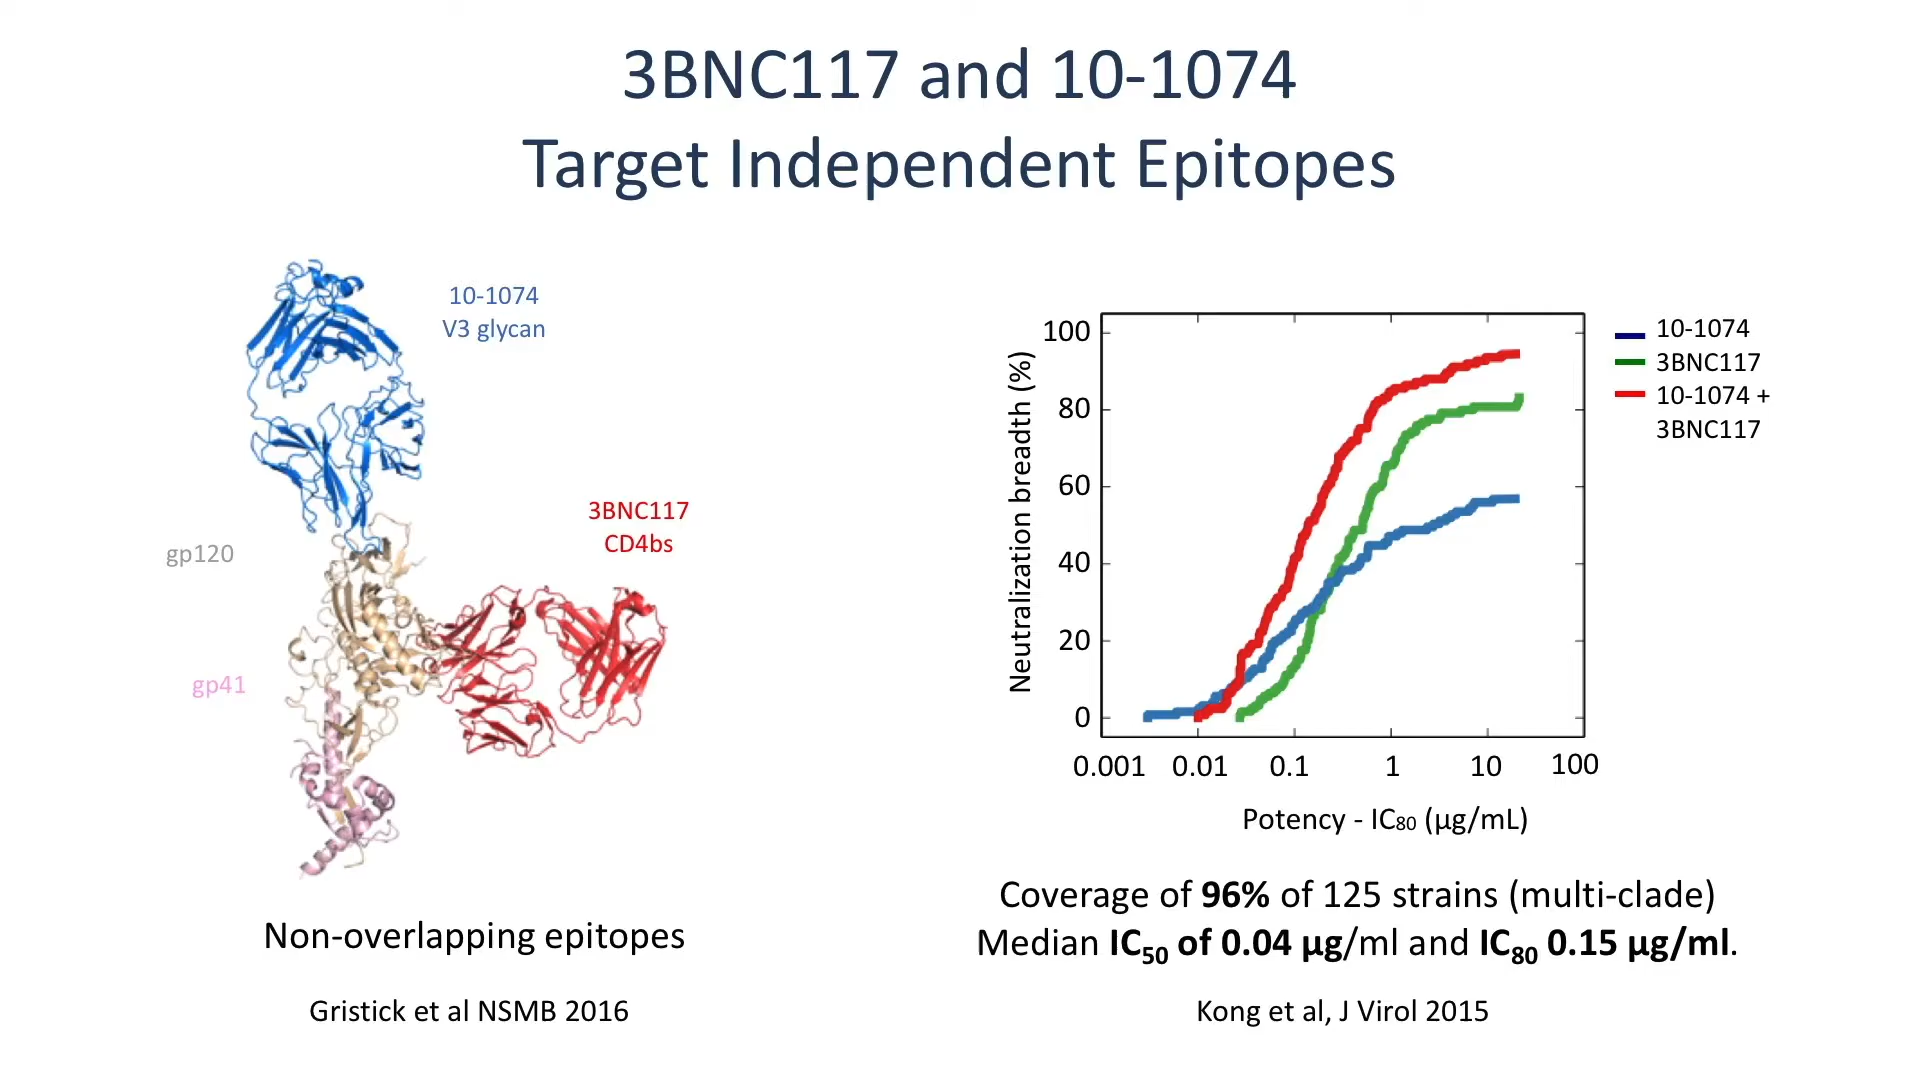 3BNC117 and 10-1074
Target Independent Epitopes
10-1074
V3 glycan
3BNC117
CD4bs
gp120
gp41
Non-overlapping epitopes
Gristick et al NSMB 2016
Neutralization breadth (%)
100
80
60
40
20
0
0.001 0.01 0.1 1 10 100
Potency - IC80 (µg/mL)
10-1074
3BNC117
10-1074 +
3BNC117
Coverage of 96% of 125 strains (multi-clade)
Median IC50 of 0.04 µg/ml and IC80 0.15 µg/ml.
Kong et al, J Virol 2015